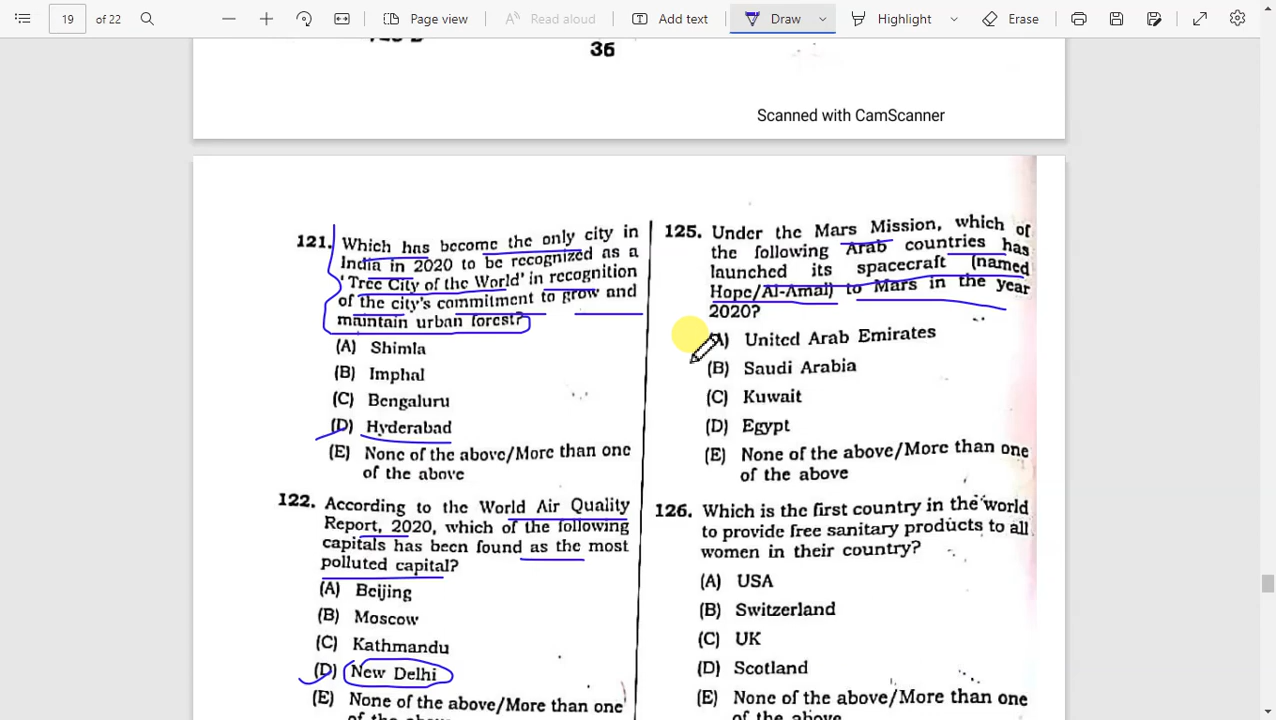 19 of 22 Page view Read aloud Add text Draw Highlight Erase
36
Scanned with CamScanner
121. Which has become the only city in
India in 2020 to be recognized as a
'Tree City of the World' in recognition
of the city's commitment to grow and
maintain urban forest?
(A) Shimla
(B) Imphal
(C) Bengaluru
(D) Hyderabad
(E) None of the above/More than one
of the above
122. According to the World Air Quality
Report, 2020, which of the following
capitals has been found as the most
polluted capital?
(A) Beijing
(B) Moscow
(C) Kathmandu
(D) New Delhi
(E) None of the above/More than one
of the above
125. Under the Mars Mission, which of
the following Arab countries has
launched its spacecraft (named
Hope/Al-Amal) to Mars in the year
2020?
(A) United Arab Emirates
(B) Saudi Arabia
(C) Kuwait
(D) Egypt
(E) None of the above/More than one
of the above
126. Which is the first country in the world
to provide free sanitary products to all
women in their country?
(A) USA
(B) Switzerland
(C) UK
(D) Scotland
(E) None of the above/More than one
of the above